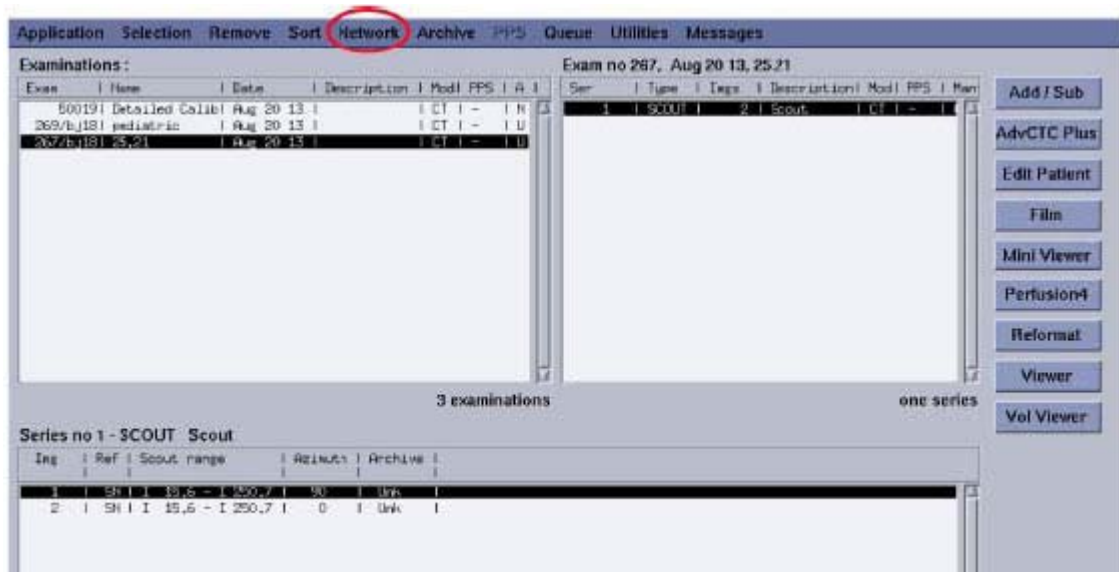 Application Selection Remove Sort Network Archive PPS Queue Utilities Messages
Examinations :
Exam | Name | Date | Description | Mod| PPS | A |
50019| Detailed Calib| Aug 20 13 | | CT | - | N
269/bj18| pediatric | Aug 20 13 | | CT | - | U
267/bj18| 25,21 | Aug 20 13 | | CT | - | U
3 examinations
Exam no 267, Aug 20 13, 25,21
Ser | Type | Imgs | Description| Mod| PPS | Man
1 | SCOUT | 2 | Scout | CT | - |
one series
Add / Sub
AdvCTC Plus
Edit Patient
Film
Mini Viewer
Perfusion4
Reformat
Viewer
Vol Viewer
Series no 1 - SCOUT Scout
Img | Ref | Scout range | Azimuth | Archive |
1 | SN | I 15,6 - I 250,7 | 90 | Unk |
2 | SN | I 15,6 - I 250,7 | 0 | Unk |